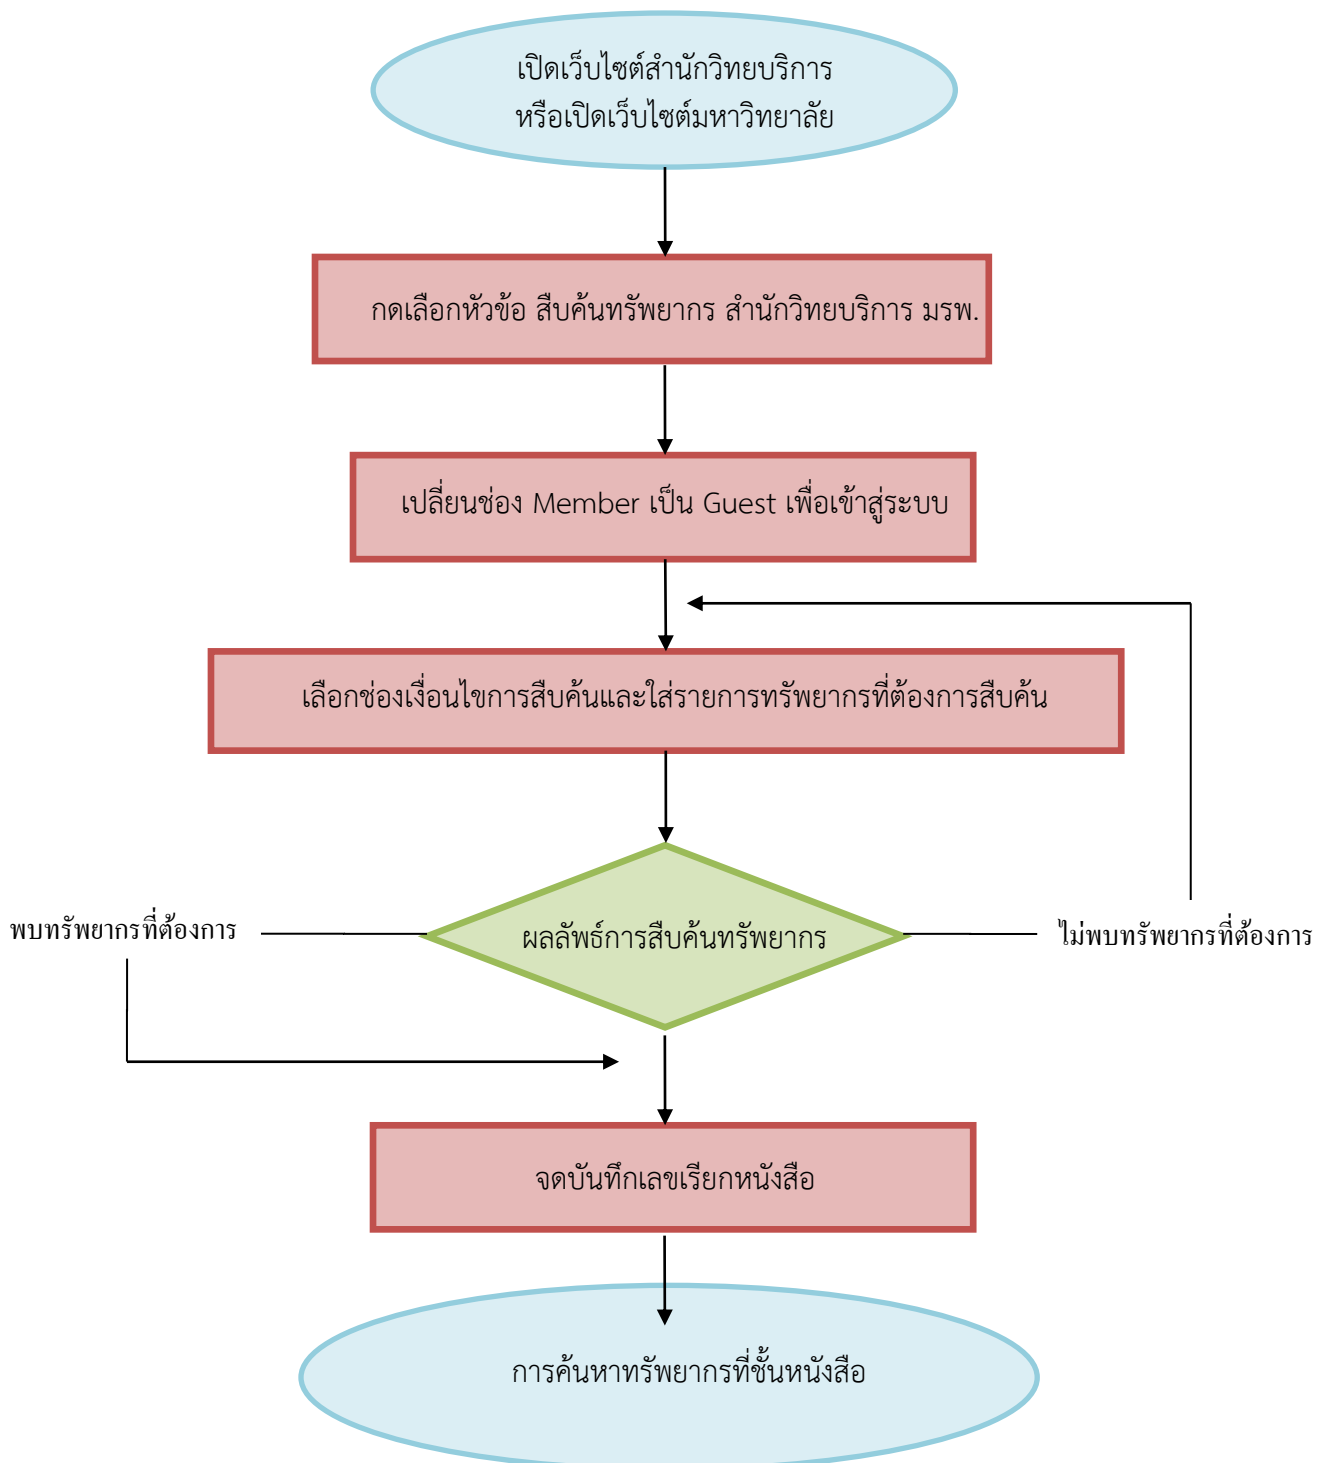 เปิดเว็บไซต์สำนักวิทยบริการ
หรือเปิดเว็บไซต์มหาวิทยาลัย
กดเลือกหัวข้อ สืบค้นทรัพยากร สำนักวิทยบริการ มรพ.
เปลี่ยนช่อง Member เป็น Guest เพื่อเข้าสู่ระบบ
เลือกช่องเงื่อนไขการสืบค้นและใส่รายการทรัพยากรที่ต้องการสืบค้น
พบทรัพยากรที่ต้องการ
ผลลัพธ์การสืบค้นทรัพยากร
ไม่พบทรัพยากรที่ต้องการ
จดบันทึกเลขเรียกหนังสือ
การค้นหาทรัพยากรที่ชั้นหนังสือ